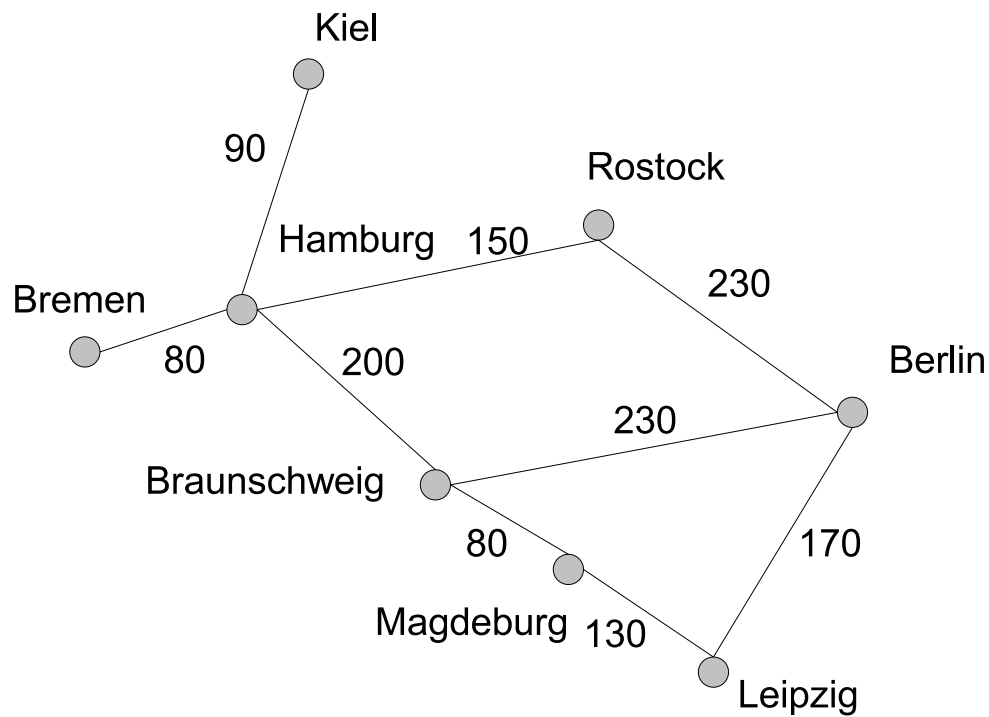 Kiel
90
Rostock
Hamburg
150
230
Bremen
80
200
Berlin
230
Braunschweig
80
170
Magdeburg
130
Leipzig